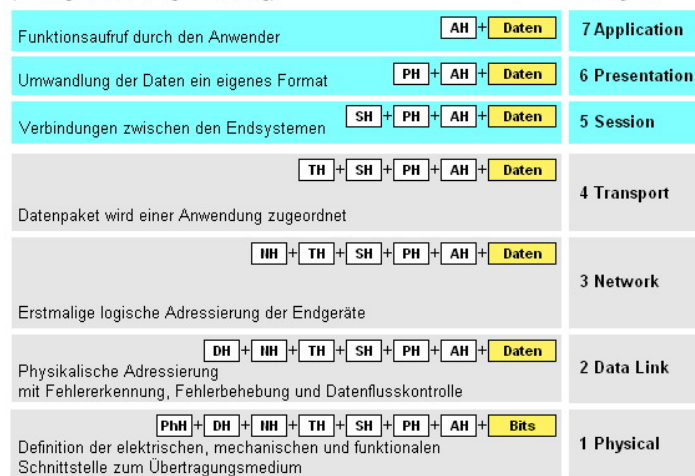 Funktionsaufruf durch den Anwender AH + Daten 7 Application
Umwandlung der Daten ein eigenes Format PH + AH + Daten 6 Presentation
Verbindungen zwischen den Endsystemen SH + PH + AH + Daten 5 Session
TH + SH + PH + AH + Daten
4 Transport
Datenpaket wird einer Anwendung zugeordnet
NH + TH + SH + PH + AH + Daten
3 Network
Erstmalige logische Adressierung der Endgeräte
DH + NH + TH + SH + PH + AH + Daten
Physikalische Adressierung
2 Data Link
mit Fehlererkennung, Fehlerbehebung und Datenflusskontrolle
PhH + DH + NH + TH + SH + PH + AH + Bits
Definition der elektrischen, mechanischen und funktionalen
1 Physical
Schnittstelle zum Übertragungsmedium